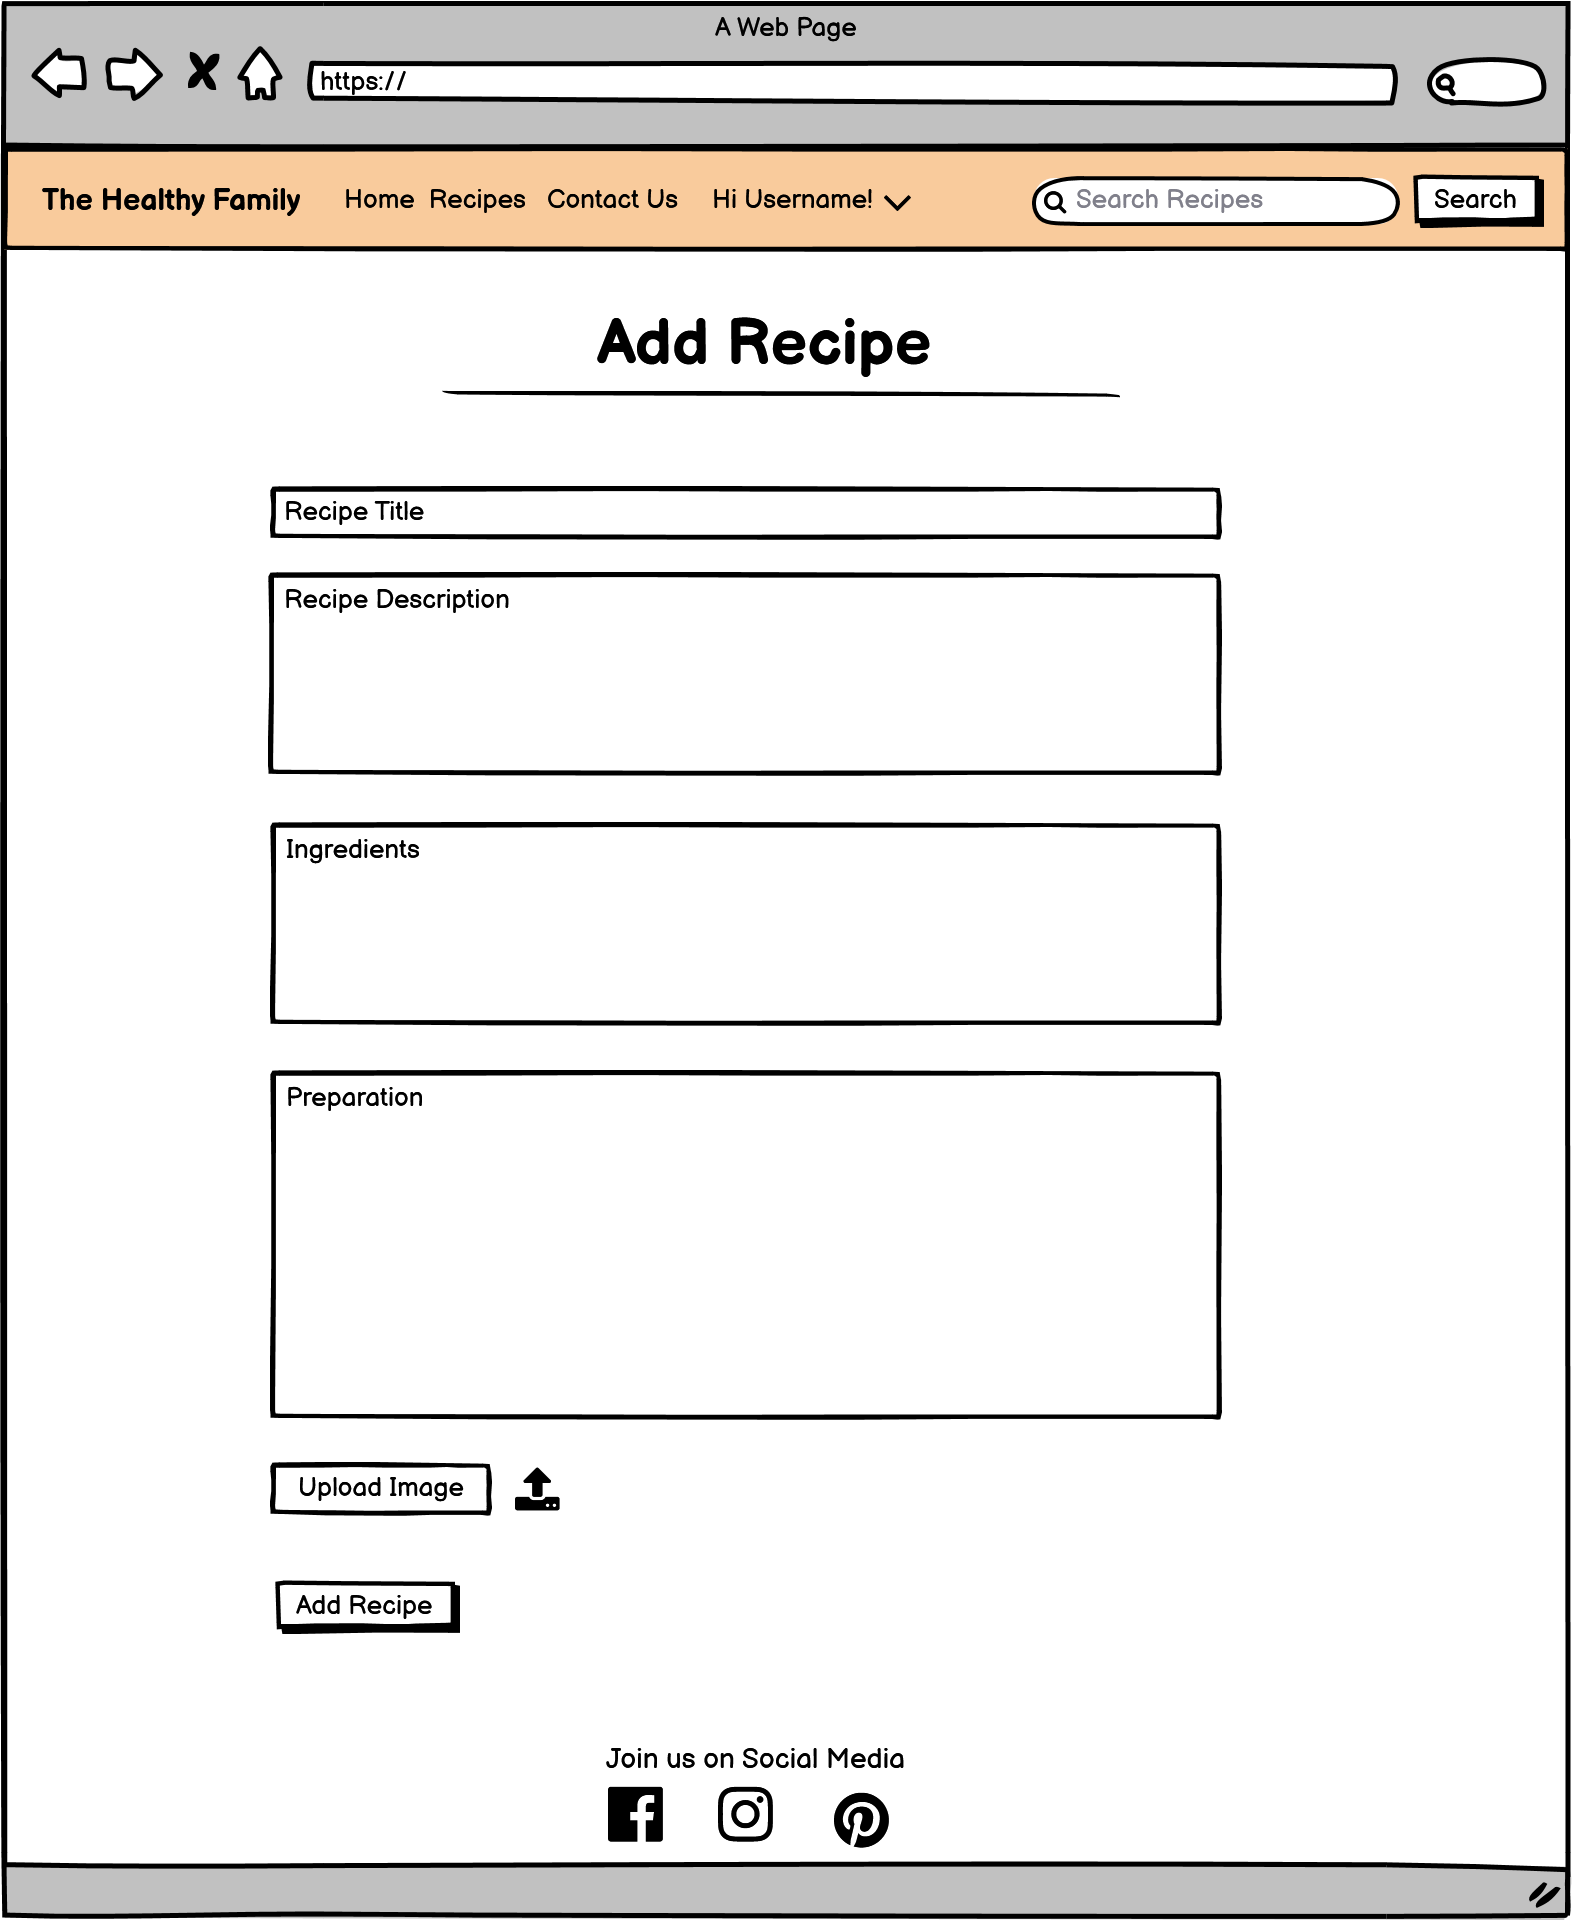 A Web Page
https://
The Healthy Family Home Recipes Contact Us Hi Username! Search Recipes Search
Add Recipe
Recipe Title
Recipe Description
Ingredients
Preparation
Upload Image
Add Recipe
Join us on Social Media